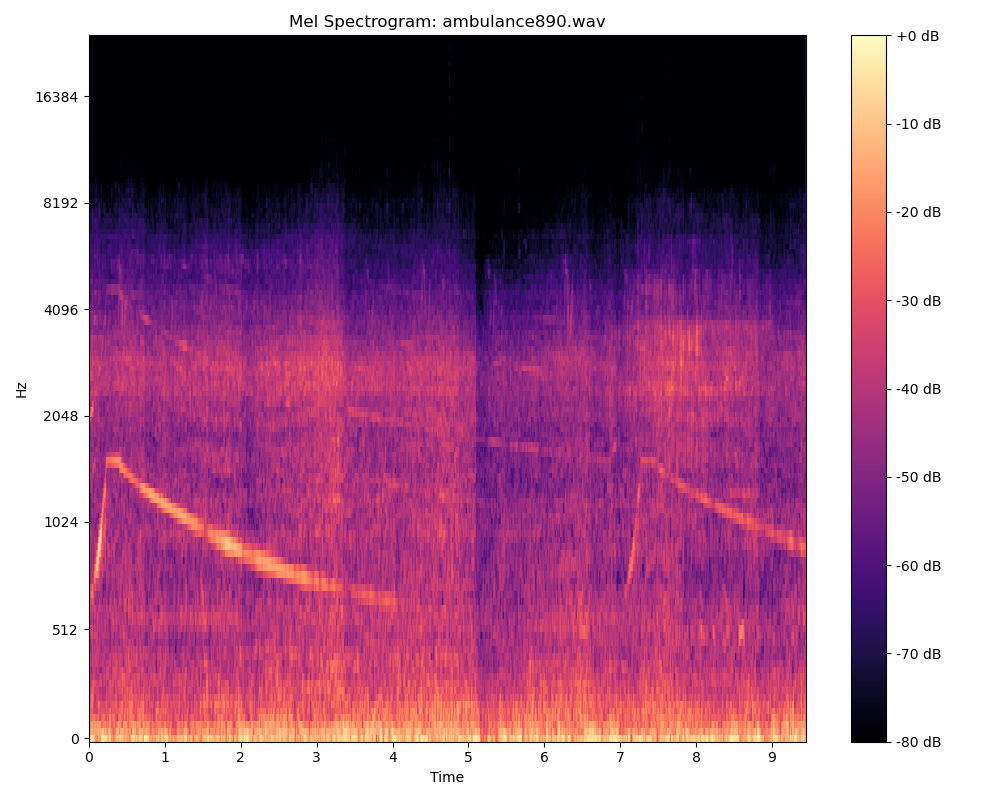 Mel Spectrogram: ambulance890.wav
+0 dB
16384
-10 dB
-20 dB
8192
-30 dB
4096
Hz
-40 dB
2048
-50 dB
1024
-60 dB
512
-70 dB
0
-80 dB
0 1 2 3 4 5 6 7 8 9
Time